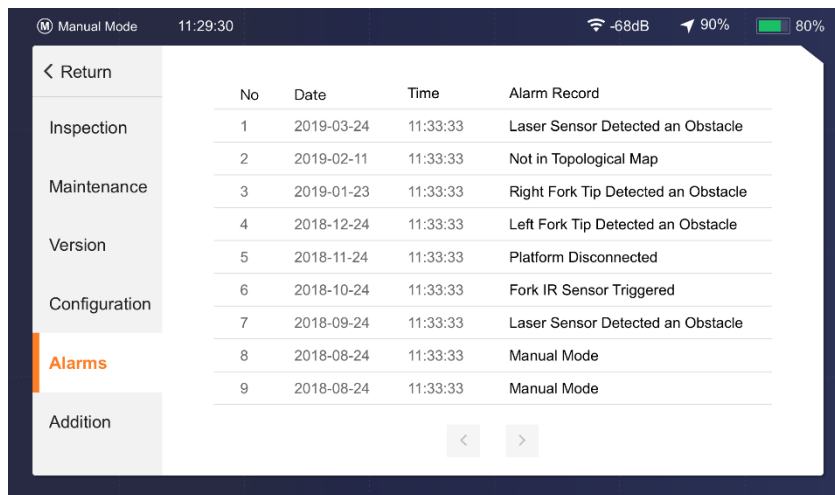 M Manual Mode 11:29:30 -68dB 90% 80%
< Return
Inspection
Maintenance
Version
Configuration
Alarms
Addition
No Date Time Alarm Record
1 2019-03-24 11:33:33 Laser Sensor Detected an Obstacle
2 2019-02-11 11:33:33 Not in Topological Map
3 2019-01-23 11:33:33 Right Fork Tip Detected an Obstacle
4 2018-12-24 11:33:33 Left Fork Tip Detected an Obstacle
5 2018-11-24 11:33:33 Platform Disconnected
6 2018-10-24 11:33:33 Fork IR Sensor Triggered
7 2018-09-24 11:33:33 Laser Sensor Detected an Obstacle
8 2018-08-24 11:33:33 Manual Mode
9 2018-08-24 11:33:33 Manual Mode
< >